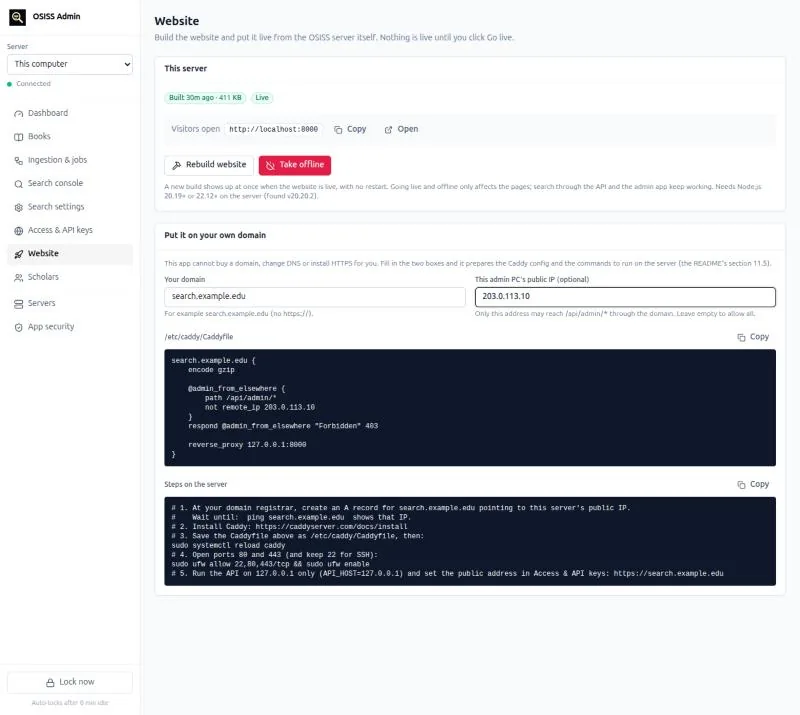 OSISS Admin
Server
This computer
Connected
Dashboard
Books
Ingestion & jobs
Search console
Search settings
Access & API keys
Website
Scholars
Servers
App security
Lock now
Auto-locks after 0 min idle
Website
Build the website and put it live from the OSISS server itself. Nothing is live until you click Go live.
This server
Built 30m ago · 411 KB Live
Visitors open http://localhost:8000 Copy Open
Rebuild website Take offline
A new build shows up at once when the website is live, with no restart. Going live and offline only affects the pages; search through the API and the admin app keep working. Needs Node.js
20.19+ or 22.12+ on the server (found v20.20.2).
Put it on your own domain
This app cannot buy a domain, change DNS or install HTTPS for you. Fill in the two boxes and it prepares the Caddy config and the commands to run on the server (the README's section 11.5).
Your domain
search.example.edu
For example search.example.edu (no https://).
This admin PC's public IP (optional)
203.0.113.10
Only this address may reach /api/admin/* through the domain. Leave empty to allow all.
/etc/caddy/Caddyfile Copy
search.example.edu {
    encode gzip
    @admin_from_elsewhere {
        path /api/admin/*
        not remote_ip 203.0.113.10
    }
    respond @admin_from_elsewhere "Forbidden" 403
    reverse_proxy 127.0.0.1:8000
}
Steps on the server Copy
# 1. At your domain registrar, create an A record for search.example.edu pointing to this server's public IP.
#    Wait until:  ping search.example.edu  shows that IP.
# 2. Install Caddy: https://caddyserver.com/docs/install
# 3. Save the Caddyfile above as /etc/caddy/Caddyfile, then:
sudo systemctl reload caddy
# 4. Open ports 80 and 443 (and keep 22 for SSH):
sudo ufw allow 22,80,443/tcp && sudo ufw enable
# 5. Run the API on 127.0.0.1 only (API_HOST=127.0.0.1) and set the public address in Access & API keys: https://search.example.edu